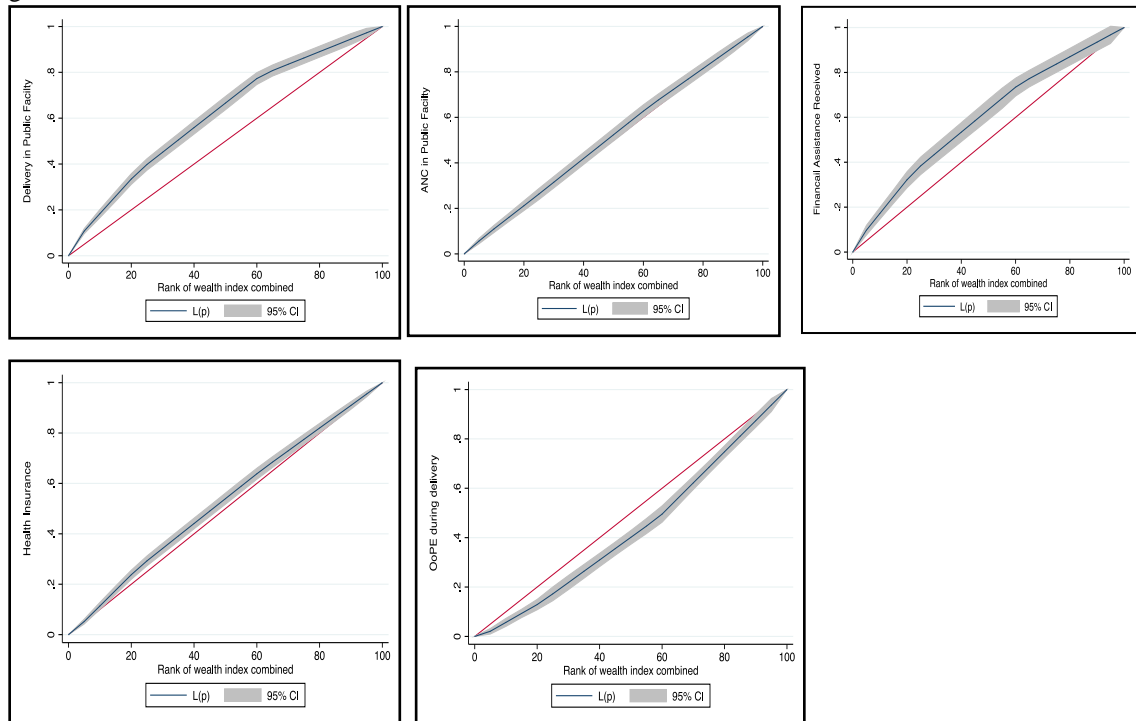 Delivery in Public Facility
0
.2
.4
.6
.8
1
0 20 40 60 80 100
Rank of wealth index combined
L(p) 95% CI
ANC in Public Facilty
0
.2
.4
.6
.8
1
0 20 40 60 80 100
Rank of wealth index combined
L(p) 95% CI
Financail Assistance Received
0
.2
.4
.6
.8
1
0 20 40 60 80 100
Rank of wealth index combined
L(p) 95% CI
Health Insurance
0
.2
.4
.6
.8
1
0 20 40 60 80 100
Rank of wealth index combined
L(p) 95% CI
OoPE during delivery
0
.2
.4
.6
.8
1
0 20 40 60 80 100
Rank of wealth index combined
L(p) 95% CI